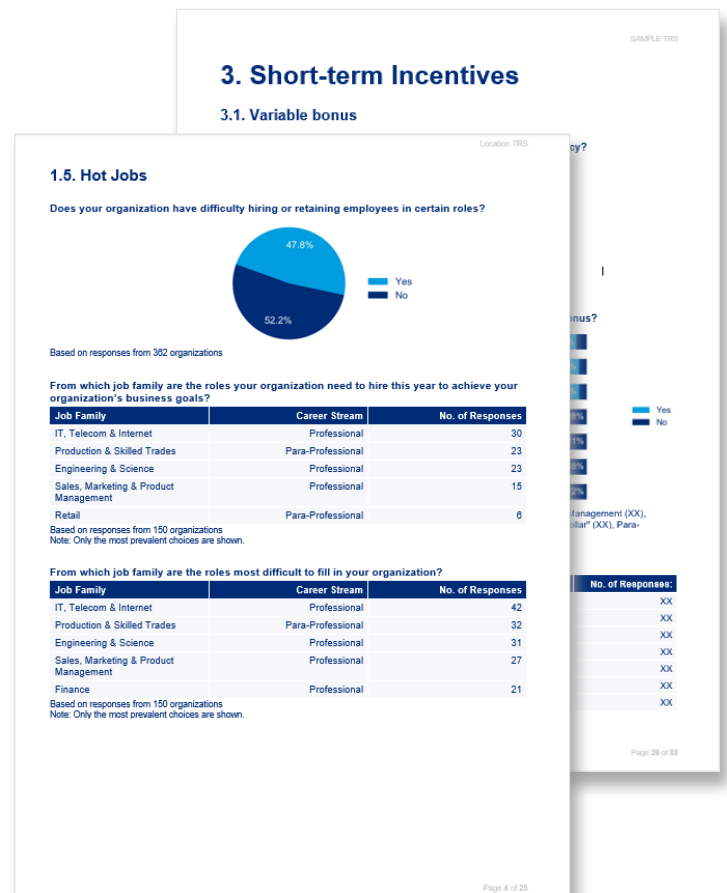 SAMPLE TRS
3. Short-term Incentives
3.1. Variable bonus
cy?
Yes
No
Management (XX),
(XX), Para-
No. of Responses:
XX
XX
XX
XX
XX
XX
XX
Page 28 of
Location TRS
1.5. Hot Jobs
Does your organization have difficulty hiring or retaining employees in certain roles?
47.8%
52.2%
Yes
No
Based on responses from 362 organizations
From which job family are the roles your organization need to hire this year to achieve your
organization's business goals?
Job Family Career Stream No. of Responses
IT, Telecom & Internet Professional 30
Production & Skilled Trades Para-Professional 23
Engineering & Science Professional 23
Sales, Marketing & Product
Management Professional 15
Retail Para-Professional 6
Based on responses from 150 organizations
Note: Only the most prevalent choices are shown.
From which job family are the roles most difficult to fill in your organization?
Job Family Career Stream No. of Responses
IT, Telecom & Internet Professional 42
Production & Skilled Trades Para-Professional 32
Engineering & Science Professional 31
Sales, Marketing & Product
Management Professional 27
Finance Professional 21
Based on responses from 150 organizations
Note: Only the most prevalent choices are shown.
Page 4 of 25